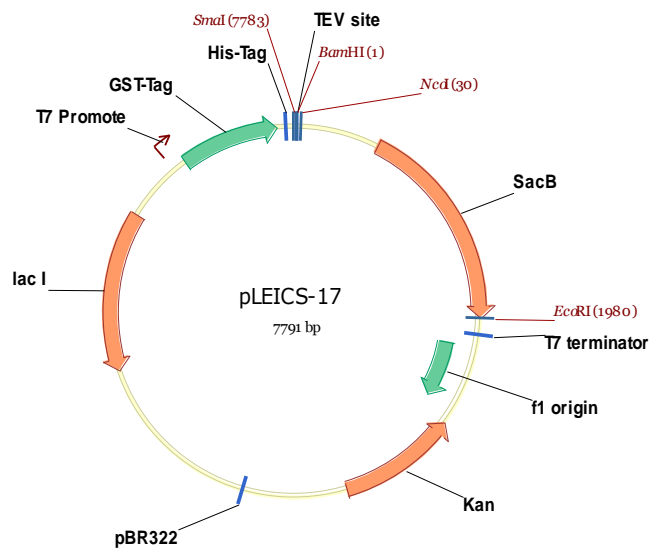 SmaI (7783)
TEV site
His-Tag
BamHI (1)
NcoI (30)
GST-Tag
T7 Promote
SacB
lac I
pLEICS-17
7791 bp
EcoRI (1980)
T7 terminator
f1 origin
Kan
pBR322